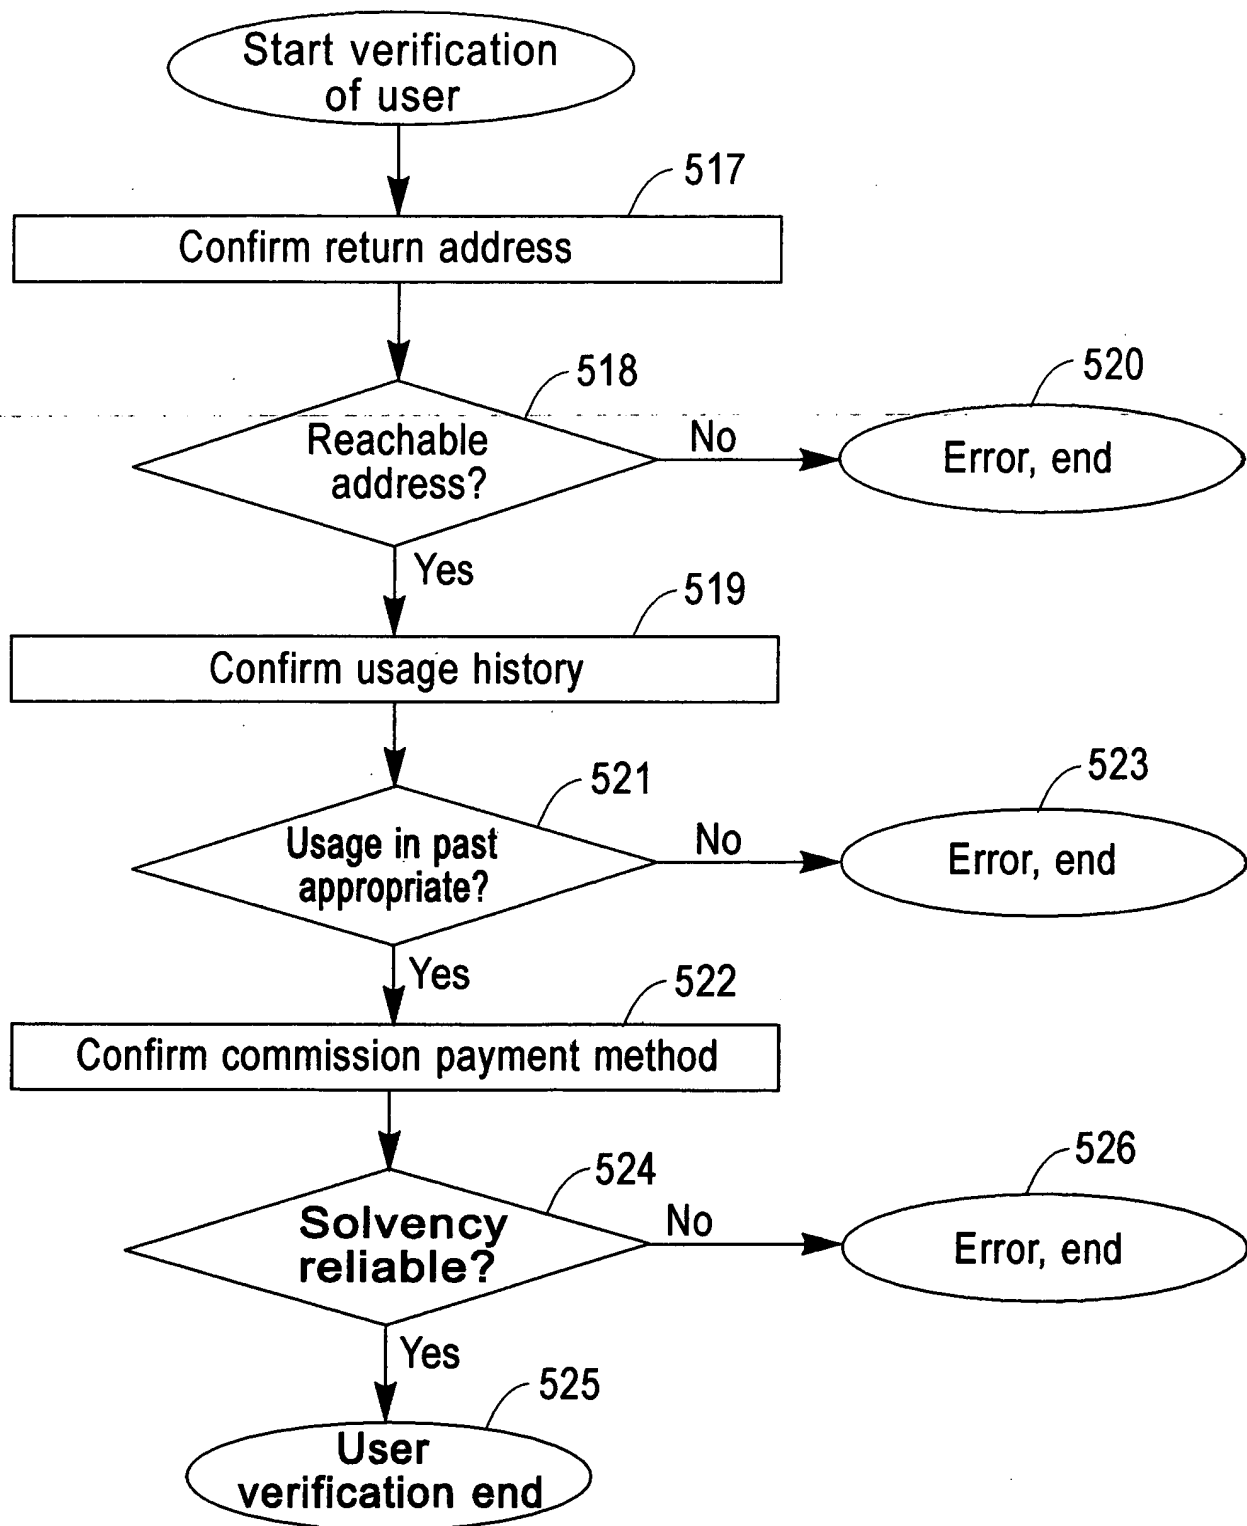 Start verification
of user
517
Confirm return address
518
520
Reachable
address?
No
Error, end
Yes
519
Confirm usage history
521
523
Usage in past
appropriate?
No
Error, end
Yes
522
Confirm commission payment method
524
526
Solvency
reliable?
No
Error, end
Yes
525
User
verification end